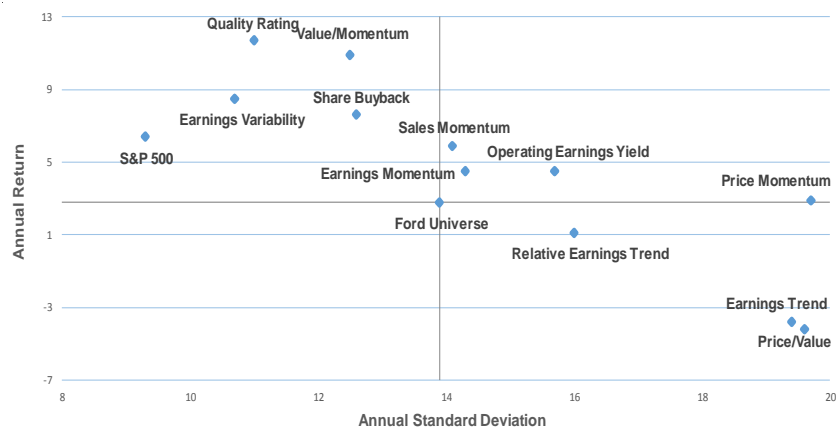 13
Quality Rating
Value/Momentum
9
Share Buyback
Earnings Variability
Sales Momentum
S&P 500
Operating Earnings Yield
5
Earnings Momentum
Price Momentum
Ford Universe
1
Relative Earnings Trend
-3
Earnings Trend
Price/Value
-7
8 10 12 14 16 18 20
Annual Return
Annual Standard Deviation